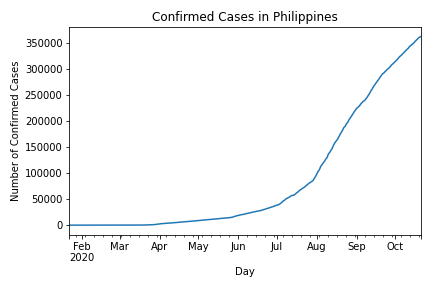 Confirmed Cases in Philippines
Number of Confirmed Cases
350000
300000
250000
200000
150000
100000
50000
0
Feb Mar Apr May Jun Jul Aug Sep Oct
2020
Day